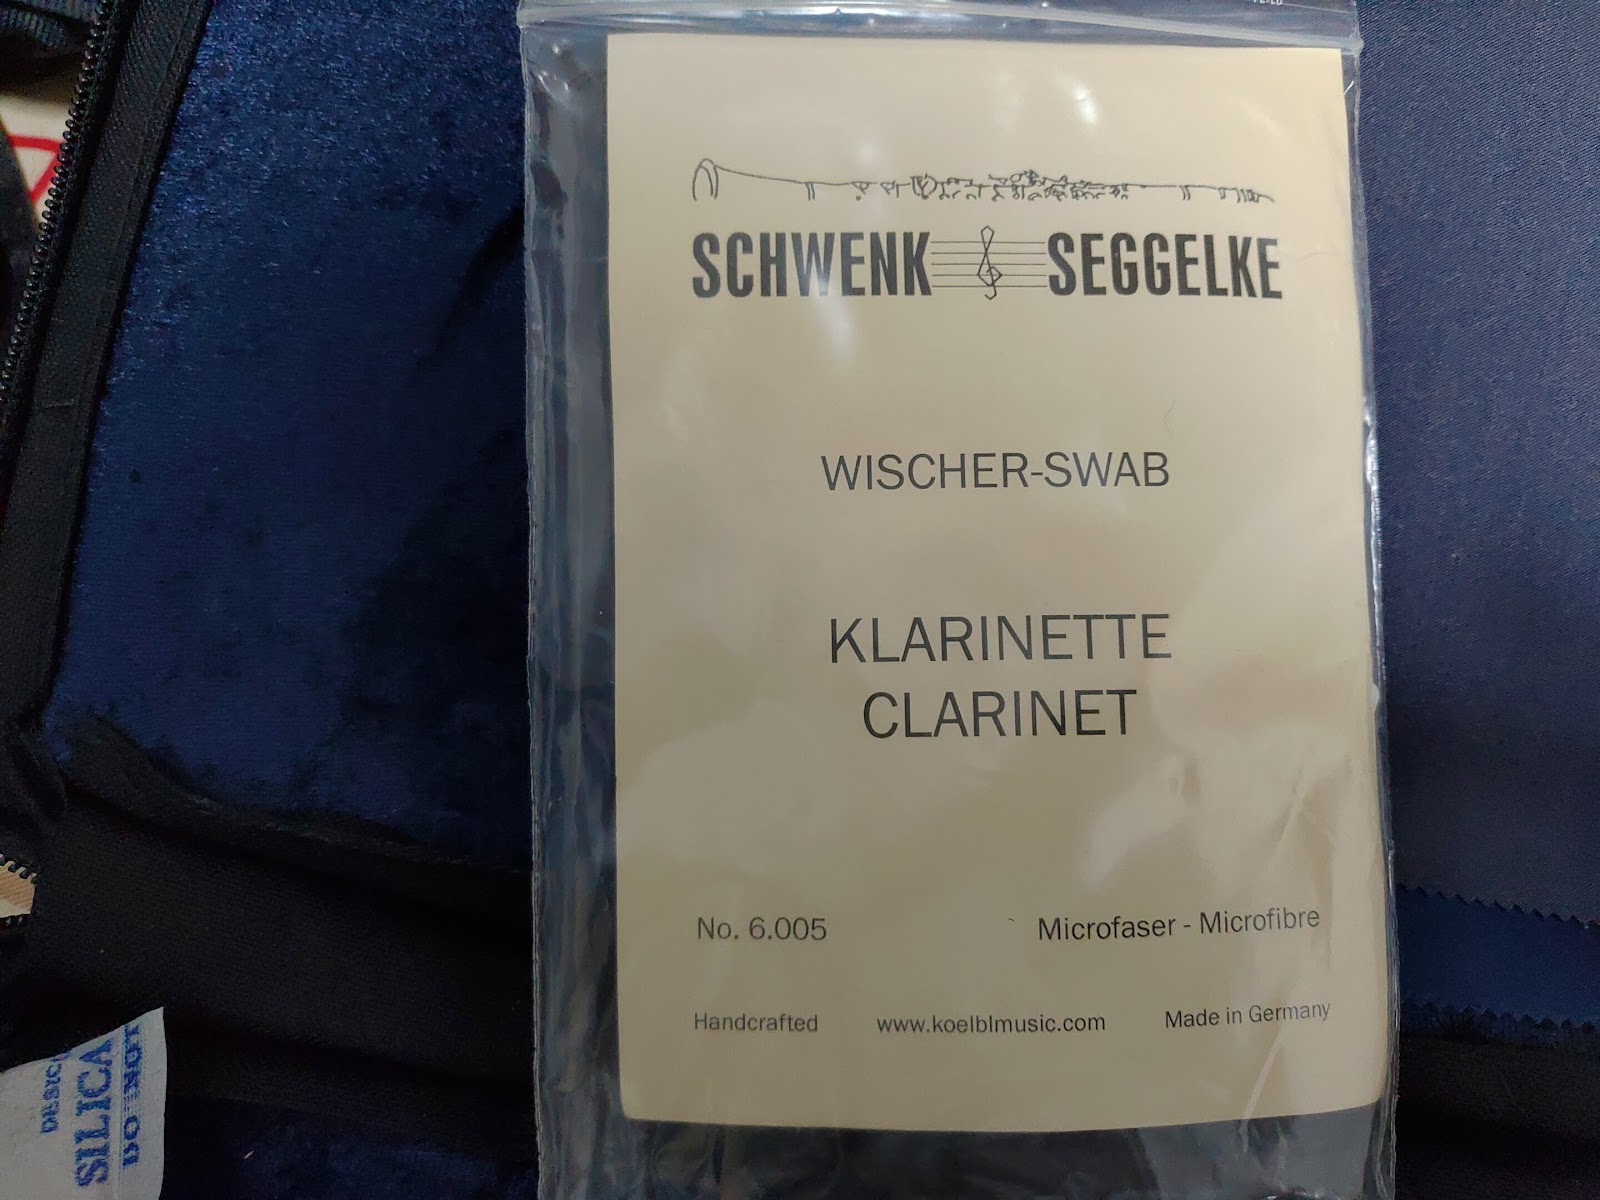 SCHWENK SEGGELKE
WISCHER-SWAB
KLARINETTE
CLARINET
No. 6.005 Microfaser - Microfibre
Handcrafted www.koelblmusic.com Made in Germany
SILICA
DO NOT